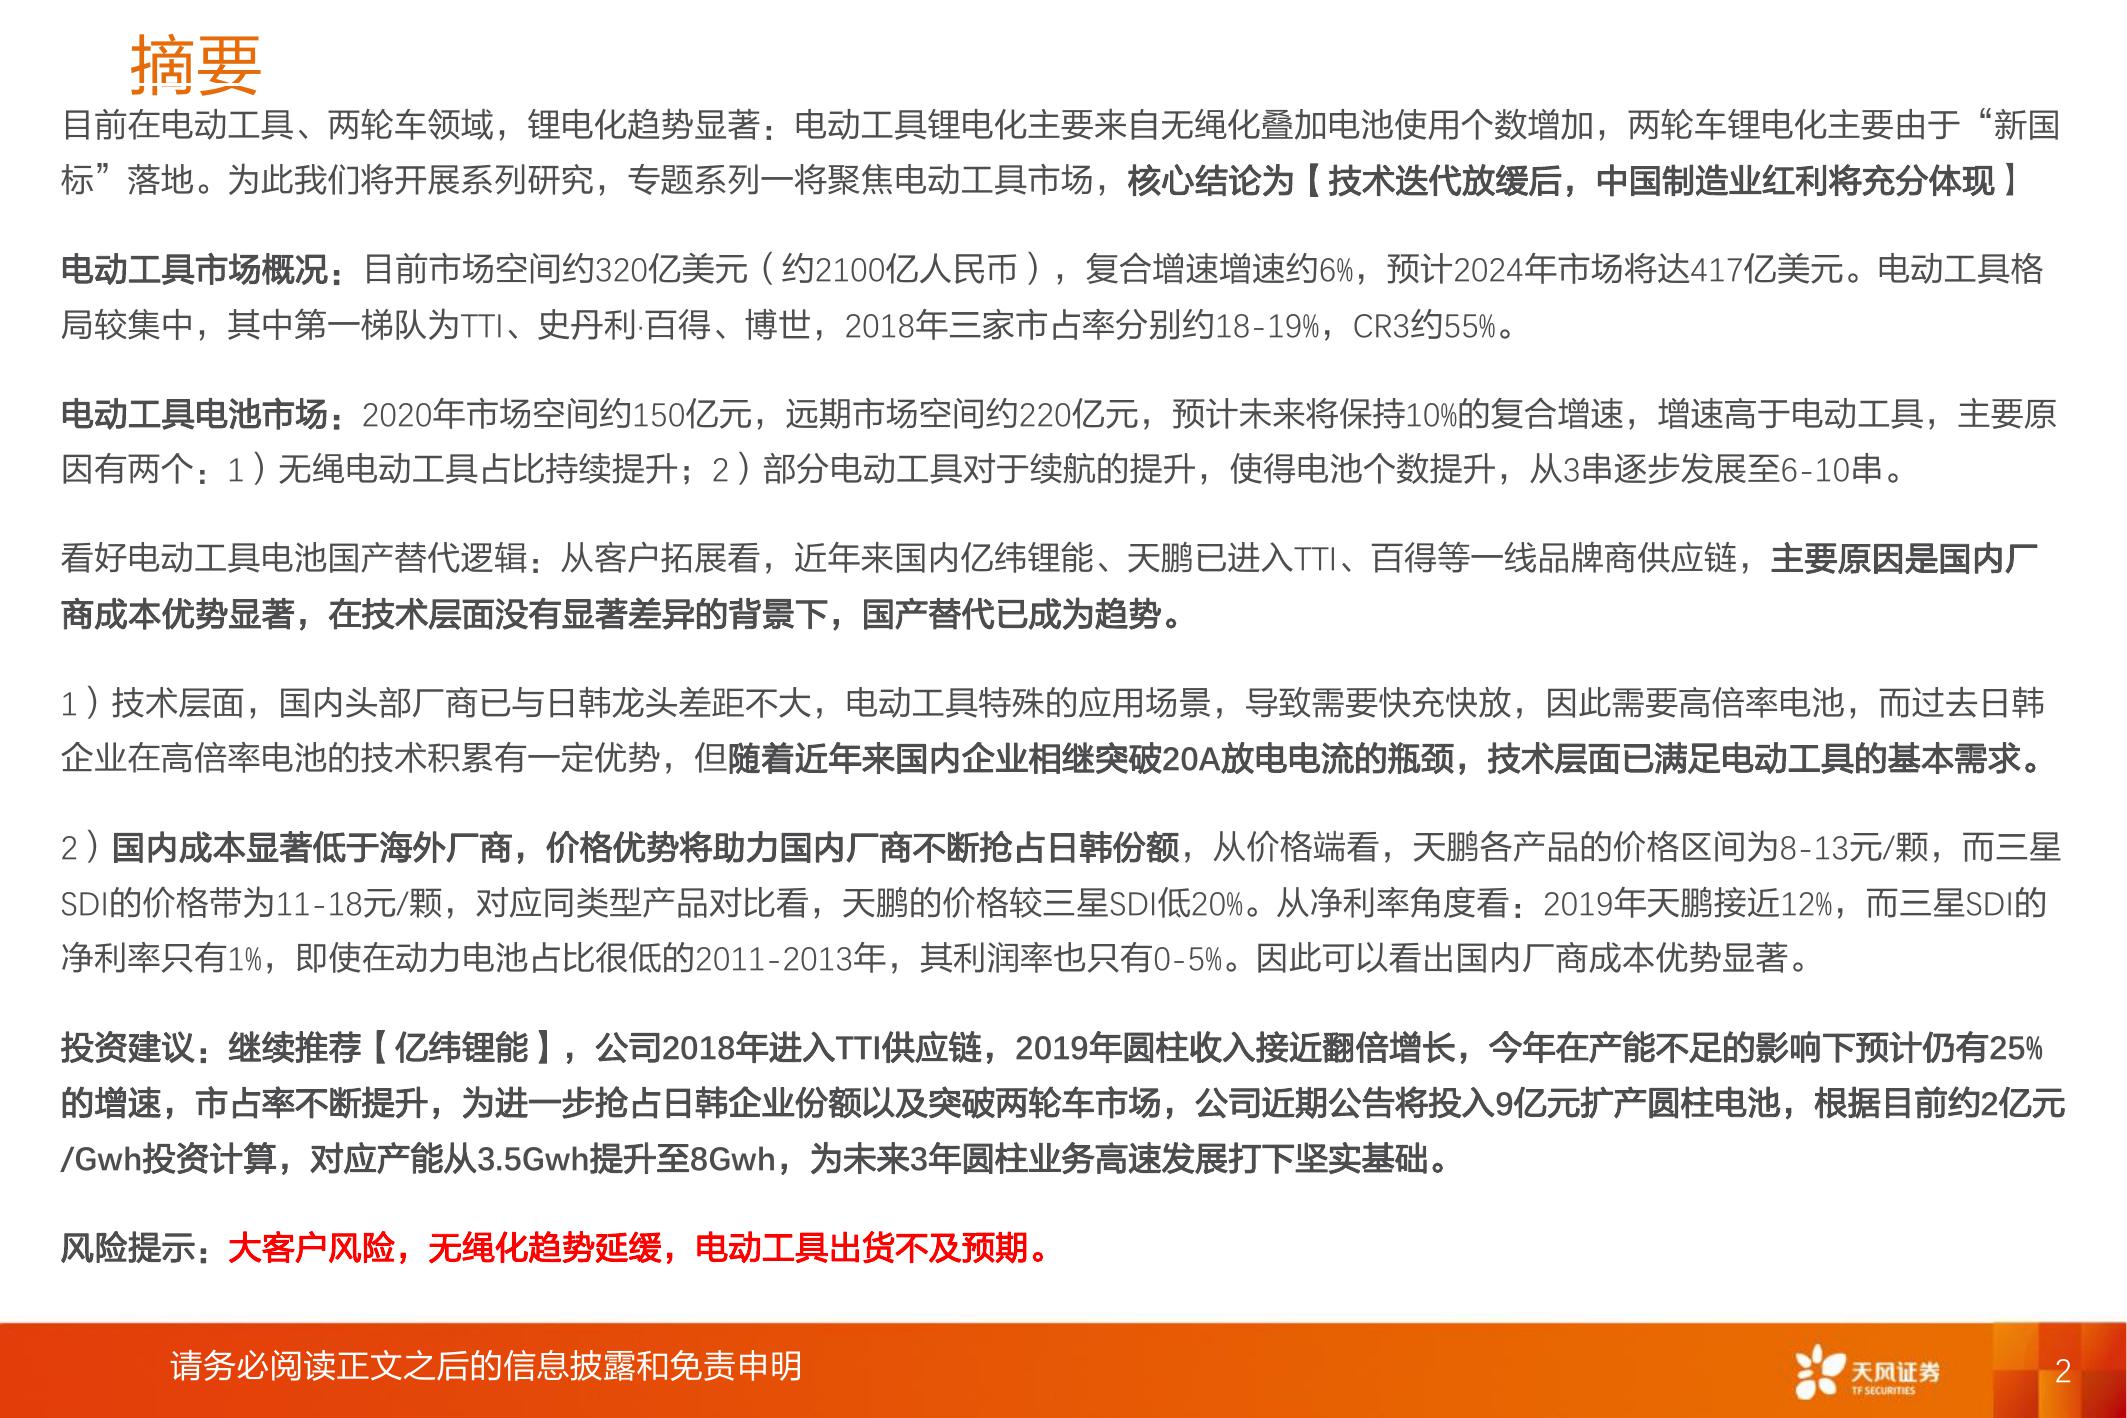 摘要
目前在电动工具、两轮车领域，锂电化趋势显著：电动工具锂电化主要来自无绳化叠加电池使用个数增加，两轮车锂电化主要由于“新国
标”落地。为此我们将开展系列研究，专题系列一将聚焦电动工具市场，核心结论为【技术迭代放缓后，中国制造业红利将充分体现】
电动工具市场概况：目前市场空间约320亿美元（约2100亿人民币），复合增速增速约6%，预计2024年市场将达417亿美元。电动工具格
局较集中，其中第一梯队为TTI、史丹利·百得、博世，2018年三家市占率分别约18-19%，CR3约55%。
电动工具电池市场：2020年市场空间约150亿元，远期市场空间约220亿元，预计未来将保持10%的复合增速，增速高于电动工具，主要原
因有两个：1）无绳电动工具占比持续提升；2）部分电动工具对于续航的提升，使得电池个数提升，从3串逐步发展至6-10串。
看好电动工具电池国产替代逻辑：从客户拓展看，近年来国内亿纬锂能、天鹏已进入TTI、百得等一线品牌商供应链，主要原因是国内厂
商成本优势显著，在技术层面没有显著差异的背景下，国产替代已成为趋势。
1）技术层面，国内头部厂商已与日韩龙头差距不大，电动工具特殊的应用场景，导致需要快充快放，因此需要高倍率电池，而过去日韩
企业在高倍率电池的技术积累有一定优势，但随着近年来国内企业相继突破20A放电电流的瓶颈，技术层面已满足电动工具的基本需求。
2）国内成本显著低于海外厂商，价格优势将助力国内厂商不断抢占日韩份额，从价格端看，天鹏各产品的价格区间为8-13元/颗，而三星
SDI的价格带为11-18元/颗，对应同类型产品对比看，天鹏的价格较三星SDI低20%。从净利率角度看：2019年天鹏接近12%，而三星SDI的
净利率只有1%，即使在动力电池占比很低的2011-2013年，其利润率也只有0-5%。因此可以看出国内厂商成本优势显著。
投资建议：继续推荐【亿纬锂能】，公司2018年进入TTI供应链，2019年圆柱收入接近翻倍增长，今年在产能不足的影响下预计仍有25%
的增速，市占率不断提升，为进一步抢占日韩企业份额以及突破两轮车市场，公司近期公告将投入9亿元扩产圆柱电池，根据目前约2亿元
/Gwh投资计算，对应产能从3.5Gwh提升至8Gwh，为未来3年圆柱业务高速发展打下坚实基础。
风险提示：大客户风险，无绳化趋势延缓，电动工具出货不及预期。
请务必阅读正文之后的信息披露和免责申明
天风证券
TF SECURITIES
2